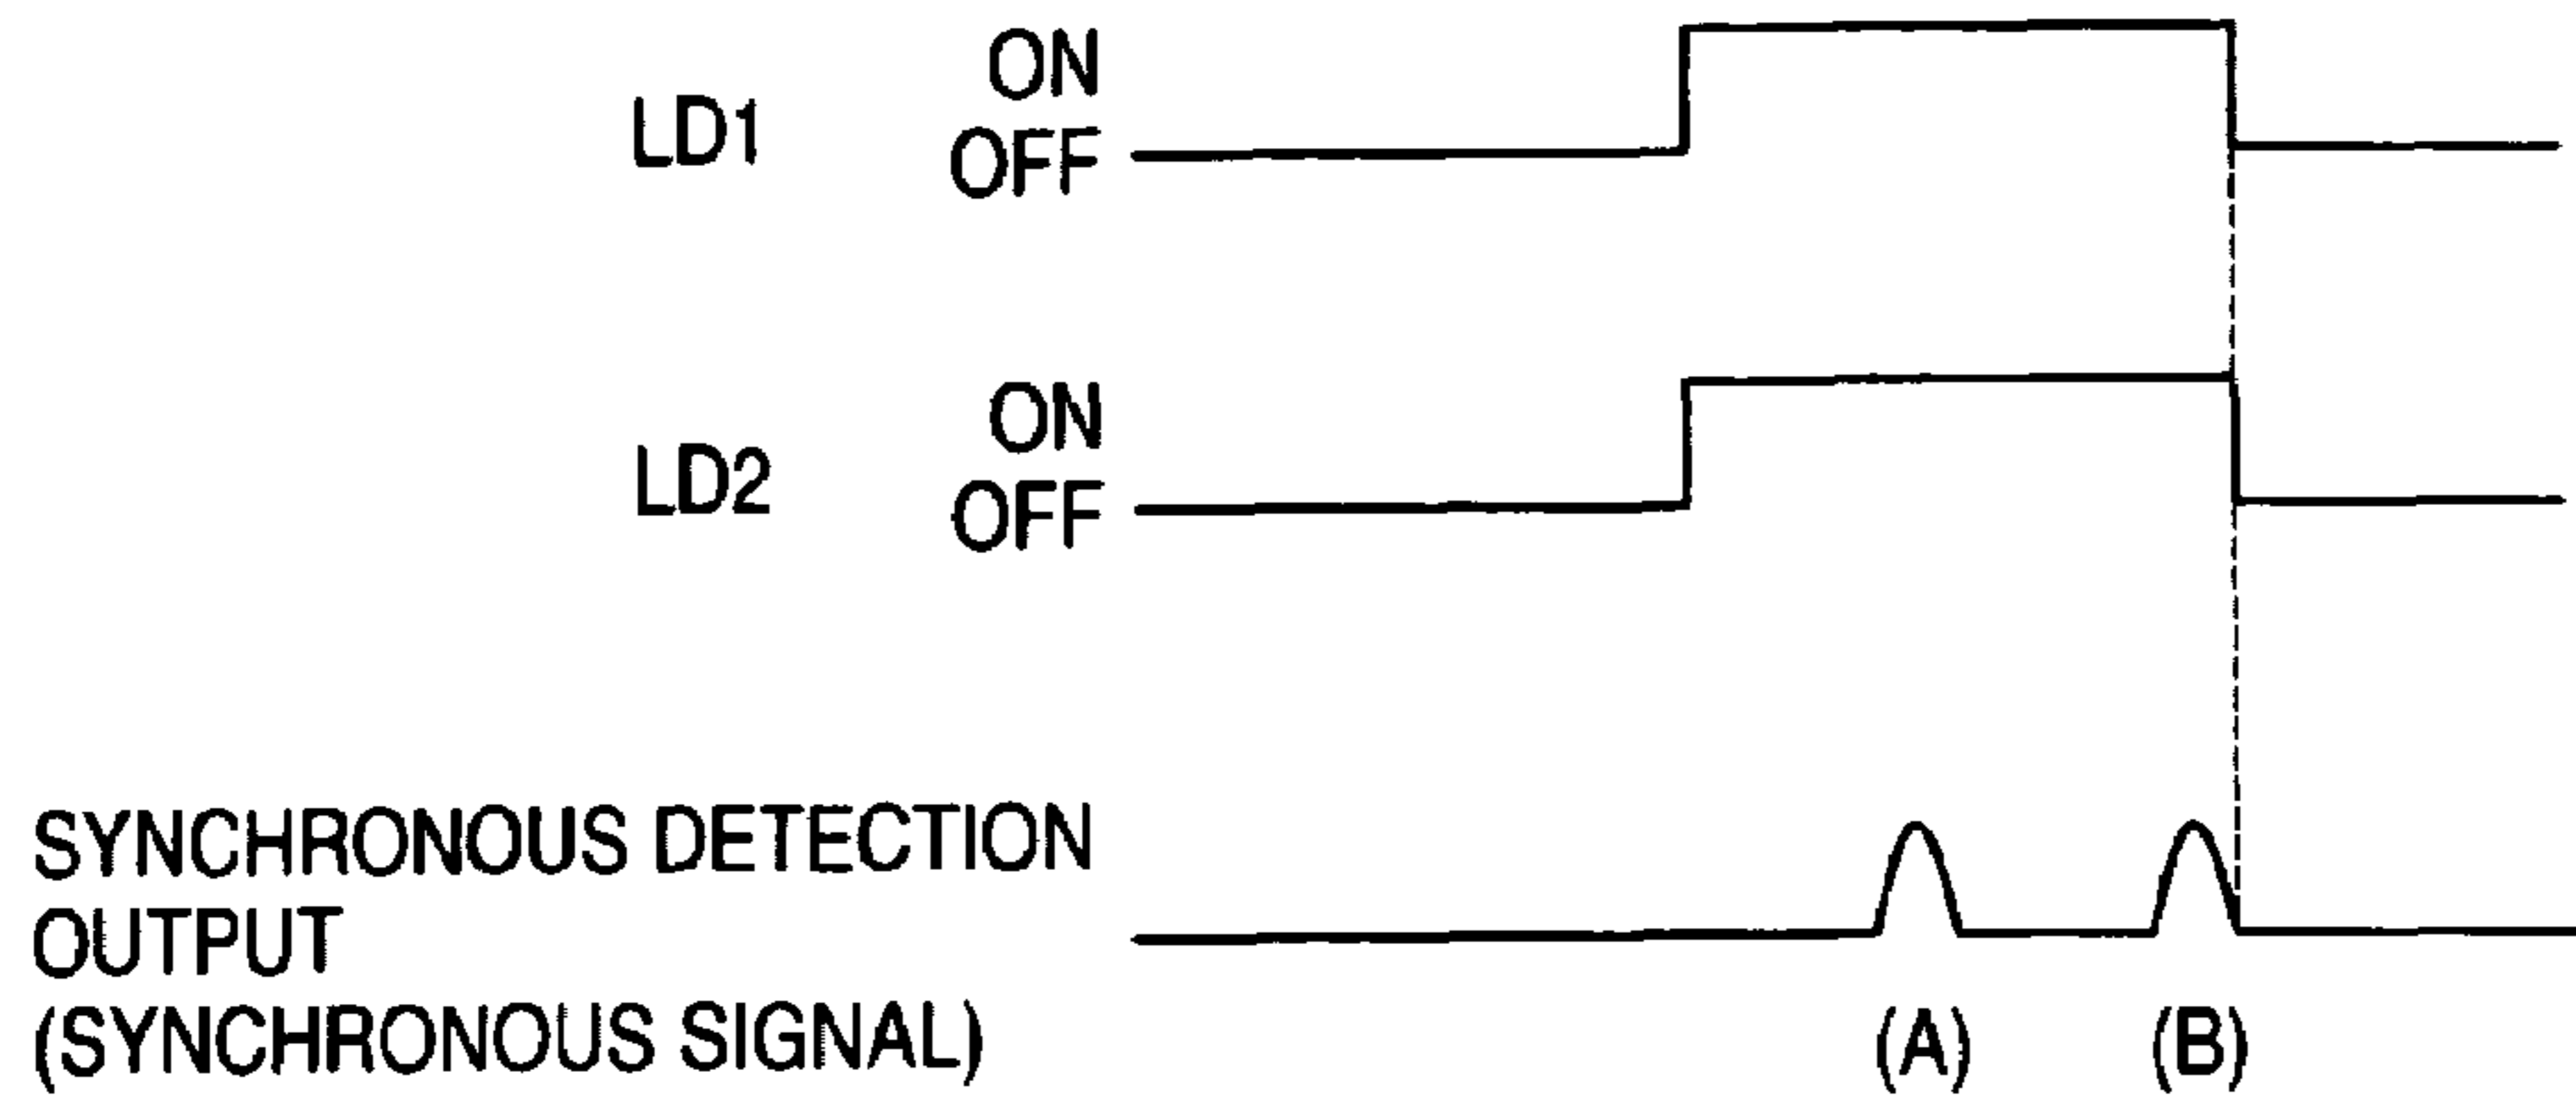 ON
LD1
OFF
ON
LD2
OFF
SYNCHRONOUS DETECTION
OUTPUT
(SYNCHRONOUS SIGNAL)
(A) (B)